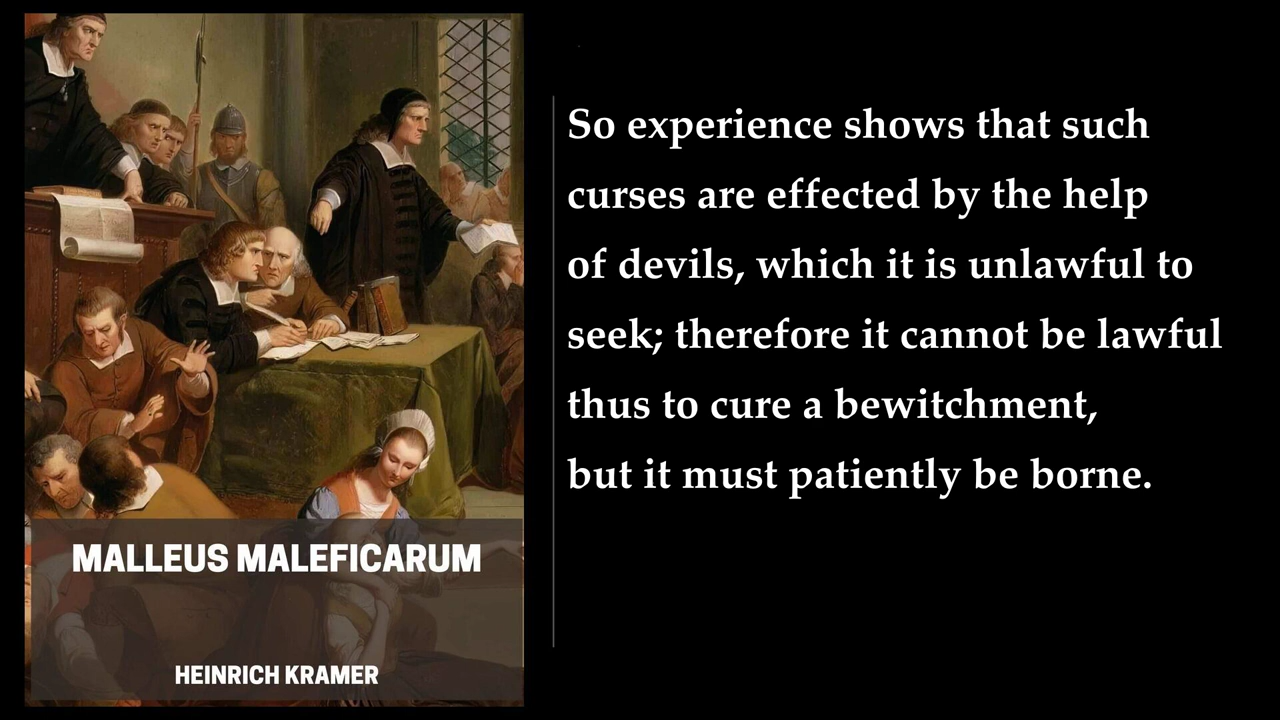 MALLEUS MALEFICARUM
HEINRICH KRAMER
So experience shows that such
curses are effected by the help
of devils, which it is unlawful to
seek; therefore it cannot be lawful
thus to cure a bewitchment,
but it must patiently be borne.